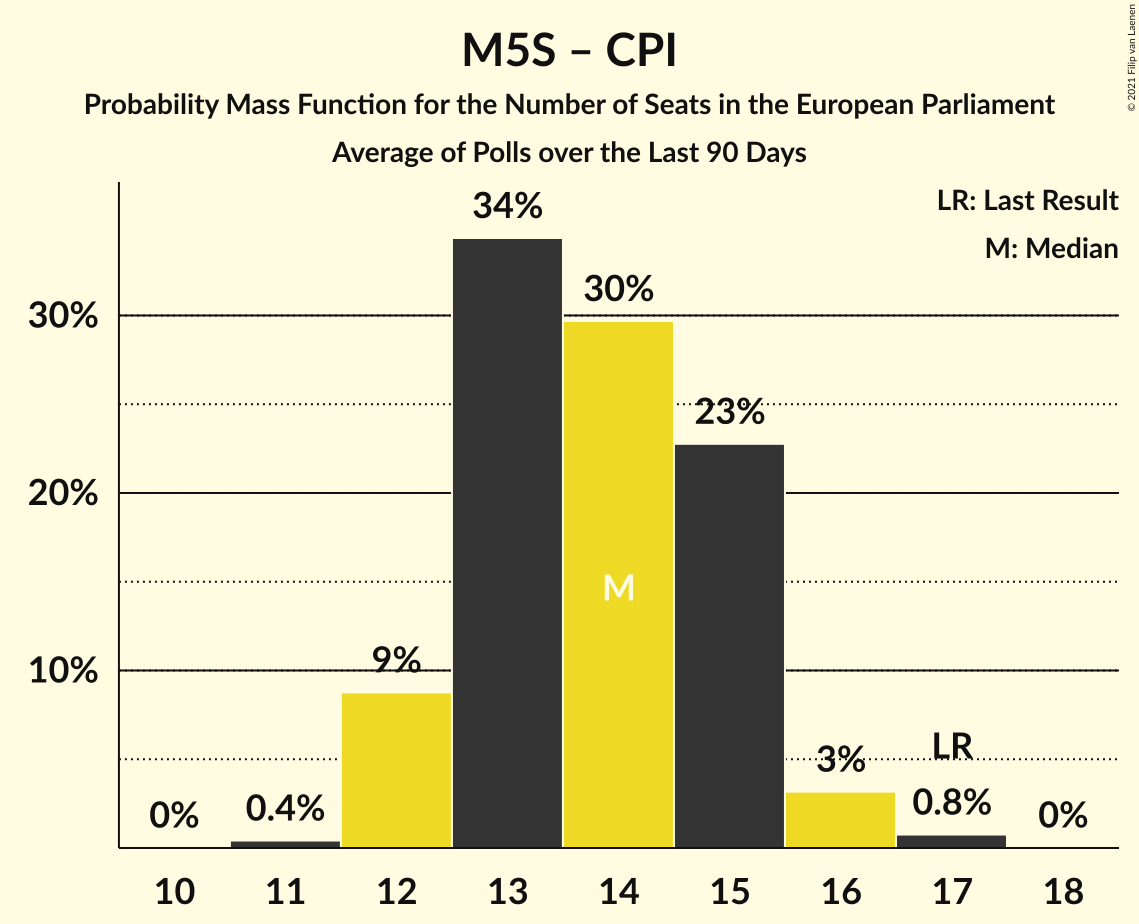 M5S – CPI
Probability Mass Function for the Number of Seats in the European Parliament
Average of Polls over the Last 90 Days
© 2021 Filip van Laenen
LR: Last Result
M: Median
34%
30%
30%
23%
20%
M
10%
9%
LR
3%
0.8%
0.4%
0%
0%
10 11 12 13 14 15 16 17 18